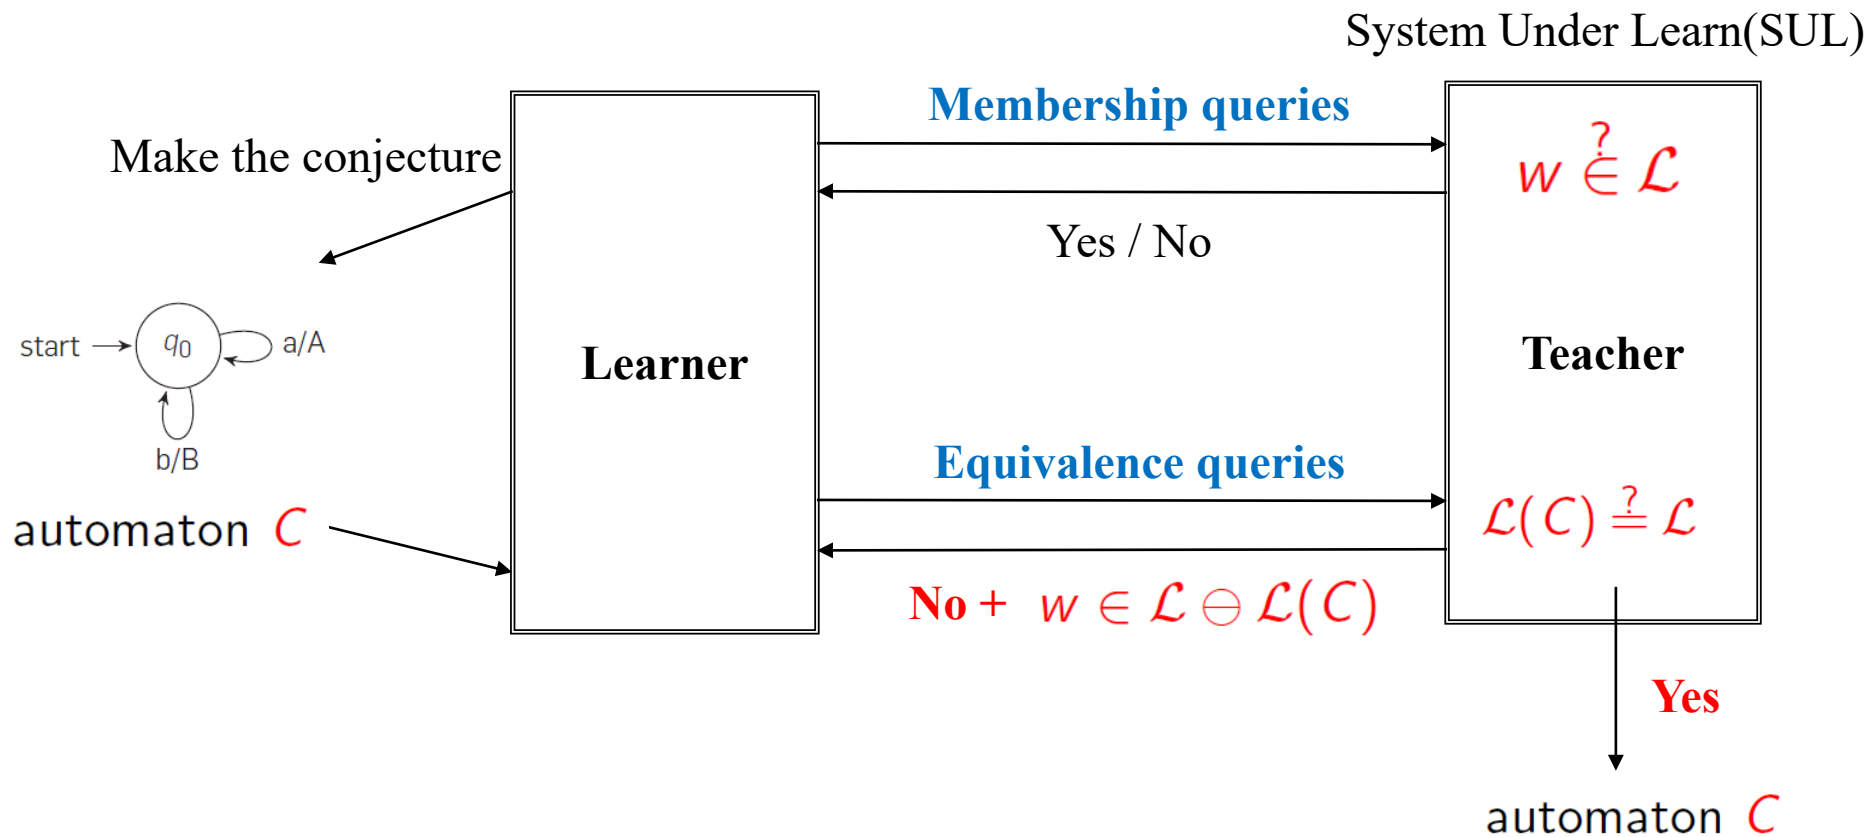 System Under Learn(SUL)
Membership queries
w ?∈ ℒ
Make the conjecture
Yes / No
start
q0
a/A
Learner
Teacher
b/B
Equivalence queries
automaton C
ℒ(C) ?= ℒ
No + w ∈ ℒ ⊖ ℒ(C)
Yes
automaton C